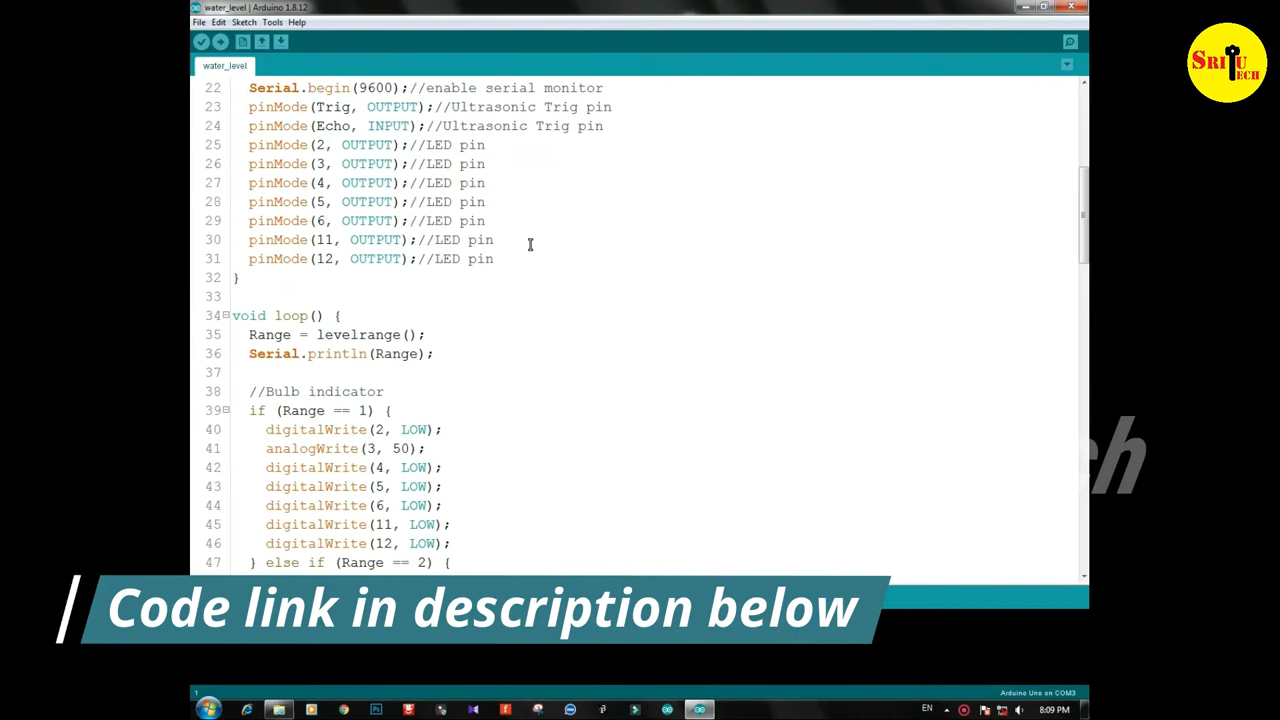 water_level | Arduino 1.8.12
File Edit Sketch Tools Help
water_level
SRITU
TECH
22 Serial.begin(9600);//enable serial monitor
23 pinMode(Trig, OUTPUT);//Ultrasonic Trig pin
24 pinMode(Echo, INPUT);//Ultrasonic Trig pin
25 pinMode(2, OUTPUT);//LED pin
26 pinMode(3, OUTPUT);//LED pin
27 pinMode(4, OUTPUT);//LED pin
28 pinMode(5, OUTPUT);//LED pin
29 pinMode(6, OUTPUT);//LED pin
30 pinMode(11, OUTPUT);//LED pin
31 pinMode(12, OUTPUT);//LED pin
32 }
33
34 void loop() {
35 Range = levelrange();
36 Serial.println(Range);
37
38 //Bulb indicator
39 if (Range == 1) {
40 digitalWrite(2, LOW);
41 analogWrite(3, 50);
42 digitalWrite(4, LOW);
43 digitalWrite(5, LOW);
44 digitalWrite(6, LOW);
45 digitalWrite(11, LOW);
46 digitalWrite(12, LOW);
47 } else if (Range == 2) {
ch
Code link in description below
1 Arduino Uno on COM3
EN 8:09 PM